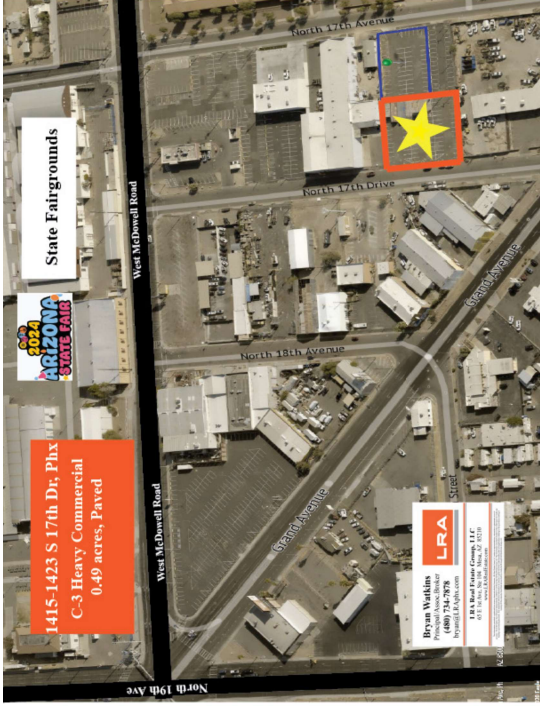 1415-1423 S 17th Dr, Phx
C-3 Heavy Commercial
0.49 acres, Paved
2024
ARIZONA
STATE FAIR
State Fairgrounds
West McDowell Road
West McDowell Road
North 17th Avenue
North 17th Drive
North 18th Avenue
Grand Avenue
Grand Avenue
Street
North 19th Ave
LRA
Bryan Watkins
Principal/Assoc. Broker
(480) 734-7878
bryan@LRAphx.com
LRA Real Estate Group, LLC